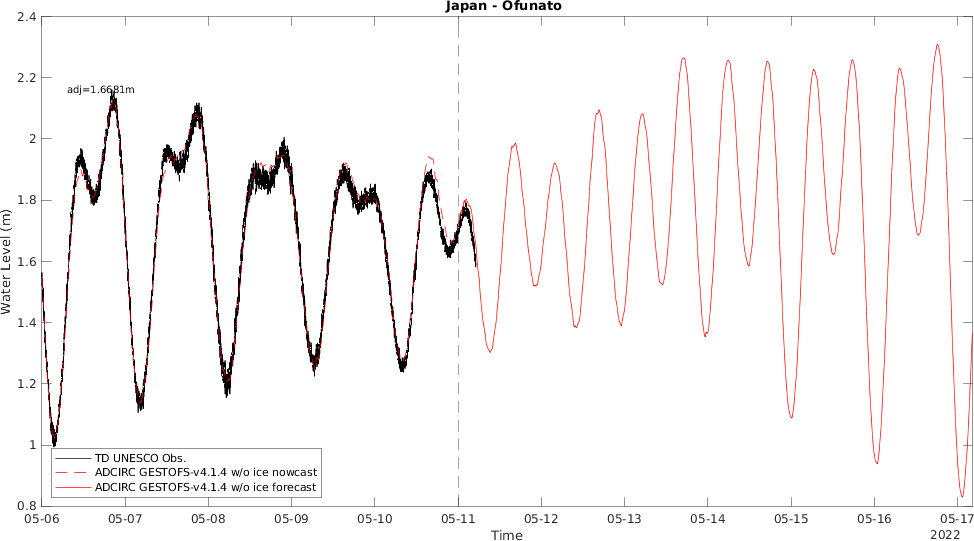 Japan - Ofunato
2.4
2.2
2
1.8
1.6
1.4
1.2
1
0.8
Water Level (m)
adj=1.6681m
TD UNESCO Obs.
ADCIRC GESTOFS-v4.1.4 w/o ice nowcast
ADCIRC GESTOFS-v4.1.4 w/o ice forecast
05-06 05-07 05-08 05-09 05-10 05-11 05-12 05-13 05-14 05-15 05-16 05-17
Time
2022